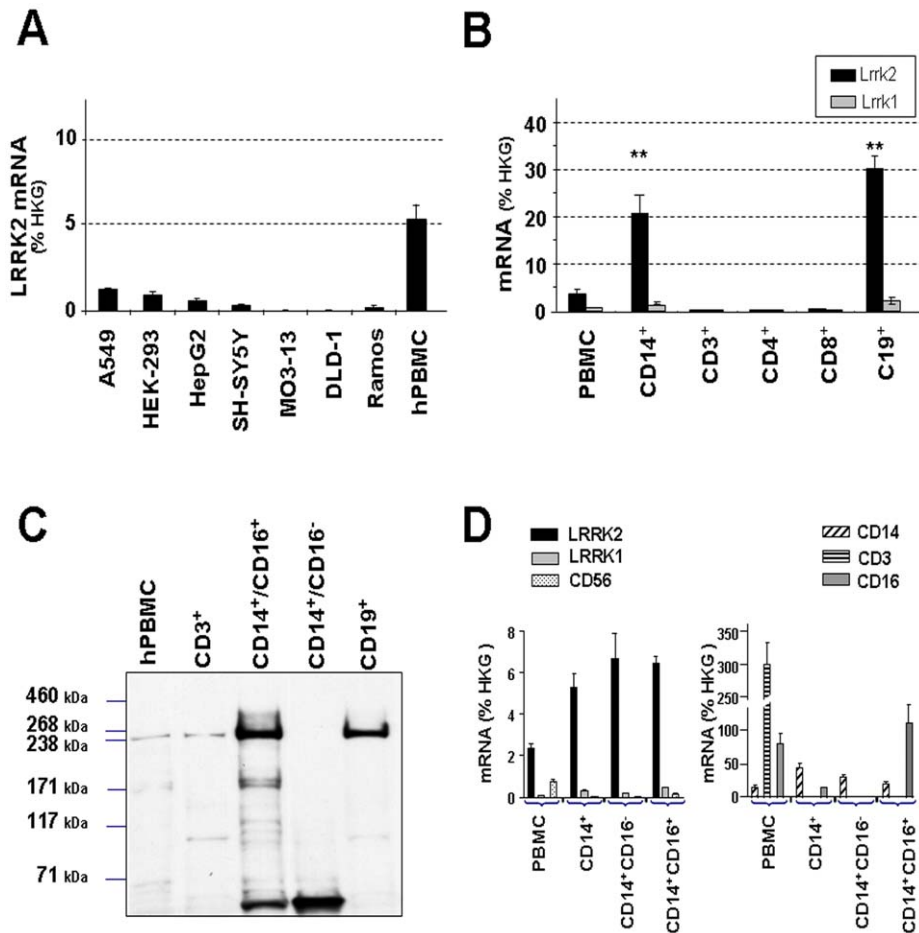 A
LRRK2 mRNA
(% HKG)
10
5
0
A549
HEK-293
HepG2
SH-SY5Y
MO3-13
DLD-1
Ramos
hPBMC
B
Lrrk2
Lrrk1
mRNA (% HKG)
40
30
20
10
0
**
**
PBMC
CD14+
CD3+
CD4+
CD8+
C19+
C
hPBMC
CD3+
CD14+/CD16+
CD14+/CD16-
CD19+
460 kDa
268 kDa
238 kDa
171 kDa
117 kDa
71 kDa
D
LRRK2
LRRK1
CD56
CD14
CD3
CD16
mRNA (% HKG)
8
6
4
2
0
PBMC
CD14+
CD14+CD16-
CD14+CD16+
mRNA (% HKG)
350
300
250
200
100
50
0
PBMC
CD14+
CD14+CD16-
CD14+CD16+